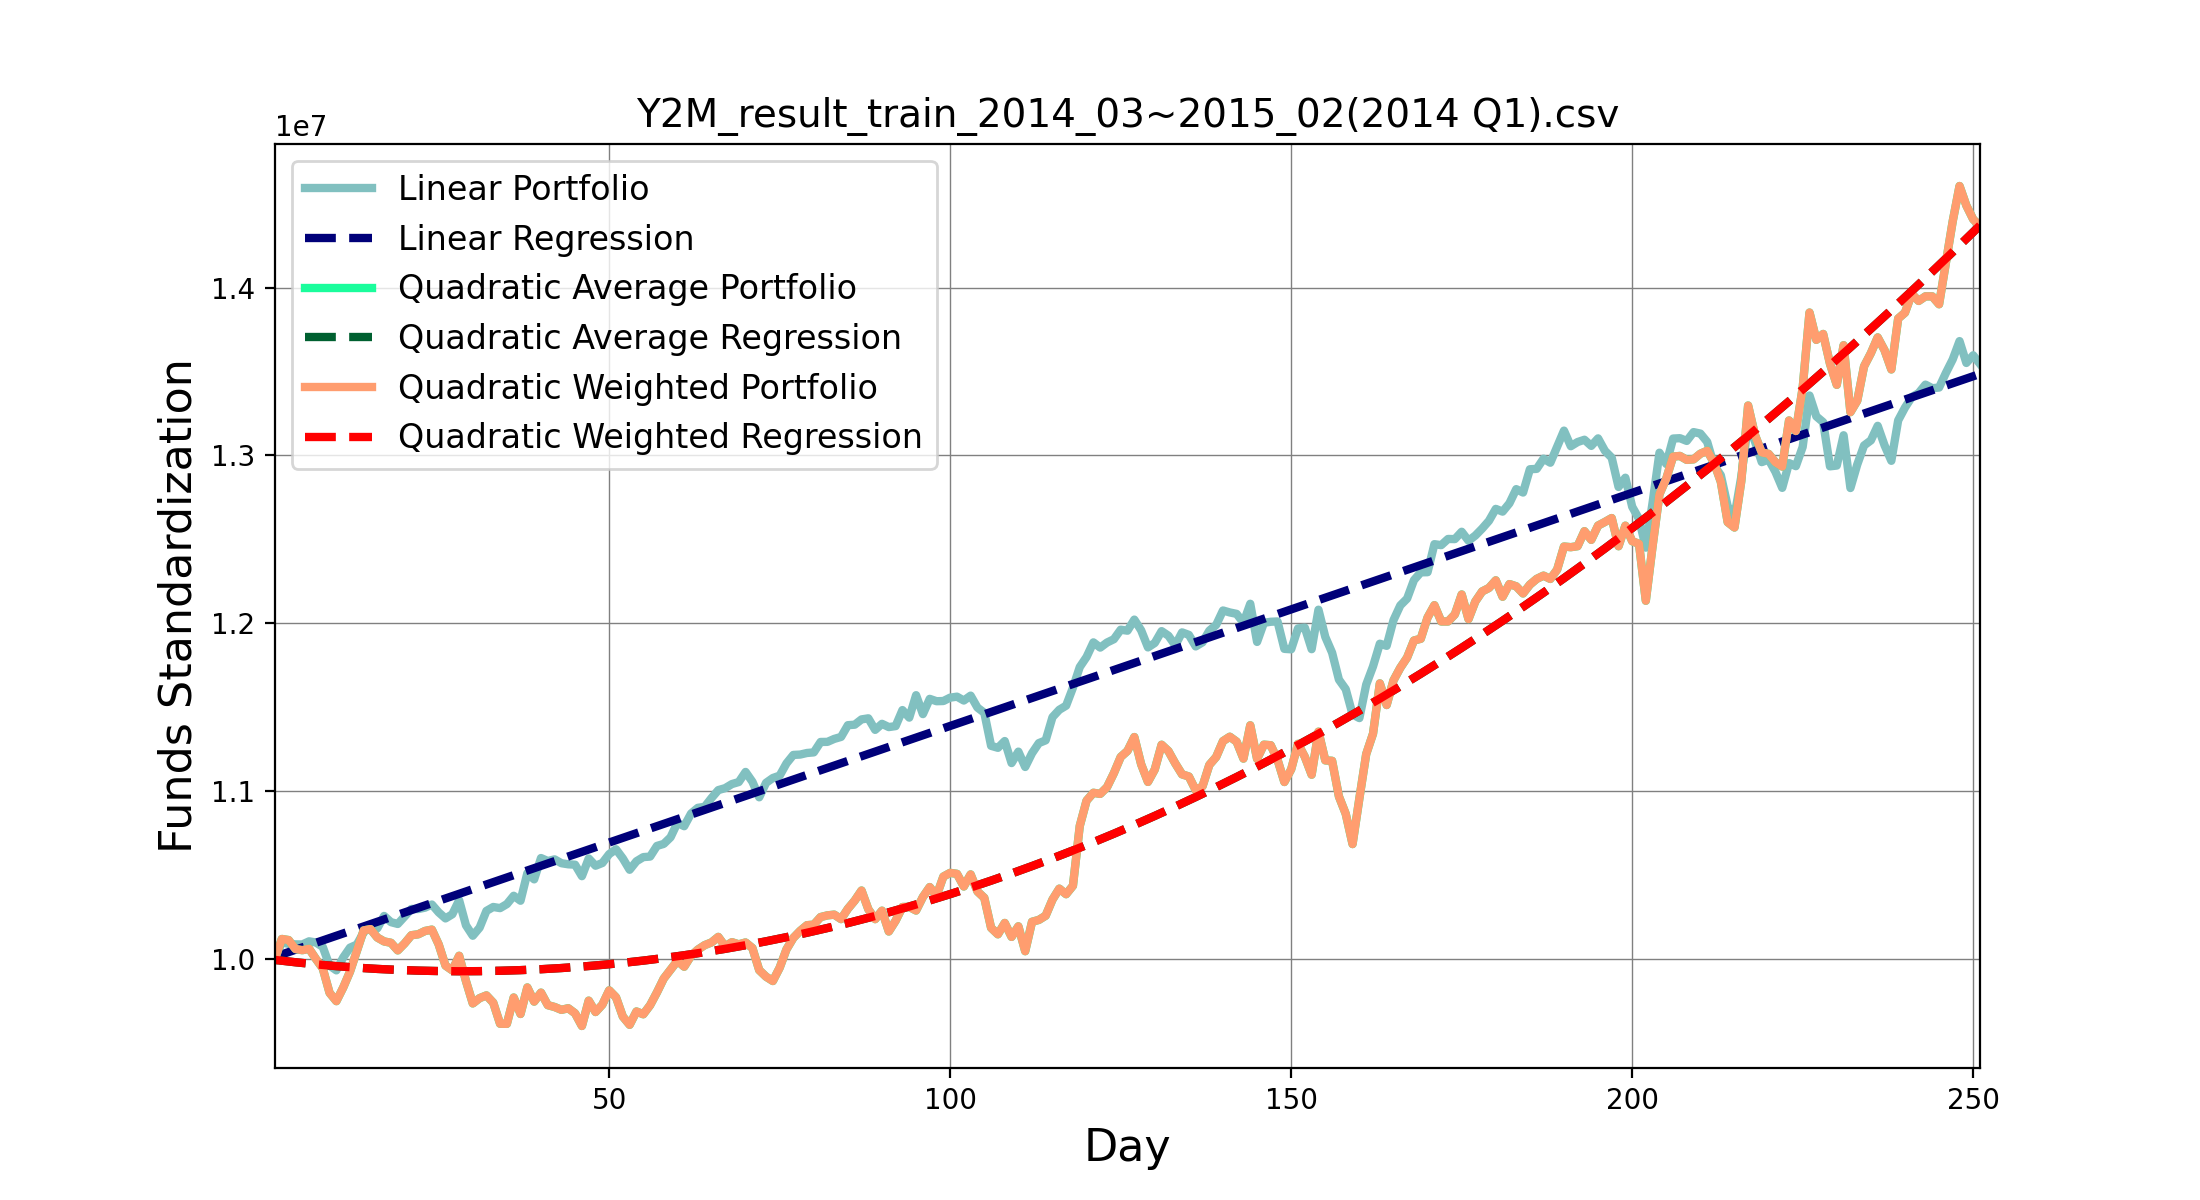 Y2M_result_train_2014_03~2015_02(2014 Q1).csv
1e7
Linear Portfolio
Linear Regression
Quadratic Average Portfolio
Quadratic Average Regression
Quadratic Weighted Portfolio
Quadratic Weighted Regression
Funds Standardization
1.4
1.3
1.2
1.1
1.0
50 100 150 200 250
Day